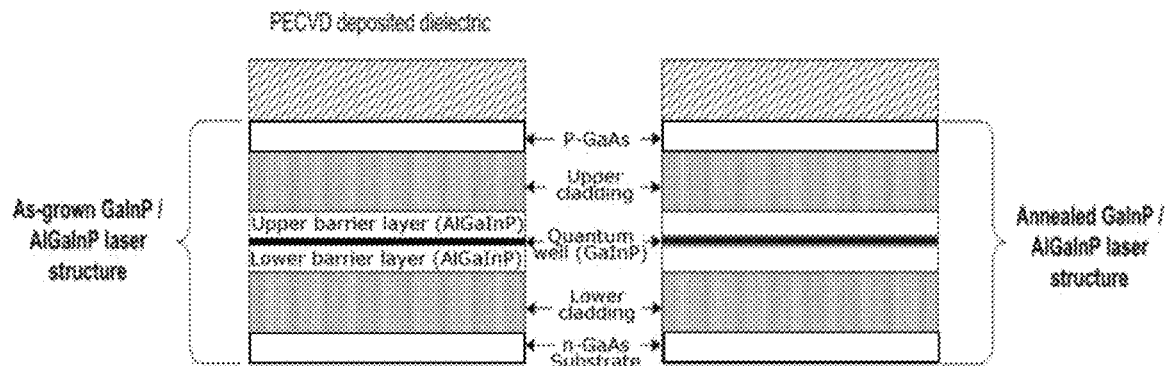 PECVD deposited dielectric
P-GaAs
Upper
cladding
As-grown GaInP /
AlGaInP laser
structure
Upper barrier layer (AlGaInP)
Lower barrier layer (AlGaInP)
Quantum
well (GaInP)
Annealed GaInP /
AlGaInP laser
structure
Lower
cladding
n-GaAs
Substrate